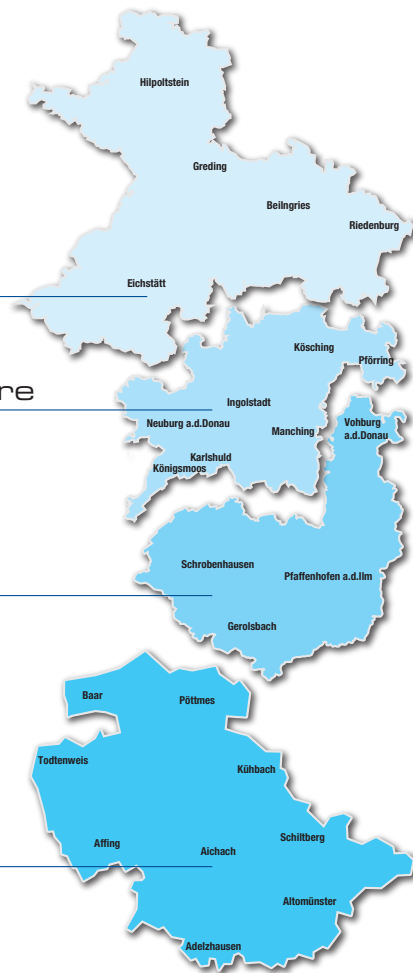 Hilpoltstein
Greding
Beilngries
Riedenburg
Eichstätt
Kösching
Pförring
re
Ingolstadt
Neuburg a.d.Donau
Manching
Vohburg
a.d.Donau
Karlshuld
Königsmoos
Schrobenhausen
Pfaffenhofen a.d.Ilm
Gerolsbach
Baar
Pöttmes
Todtenweis
Kühbach
Schiltberg
Affing
Aichach
Altomünster
Adelzhausen